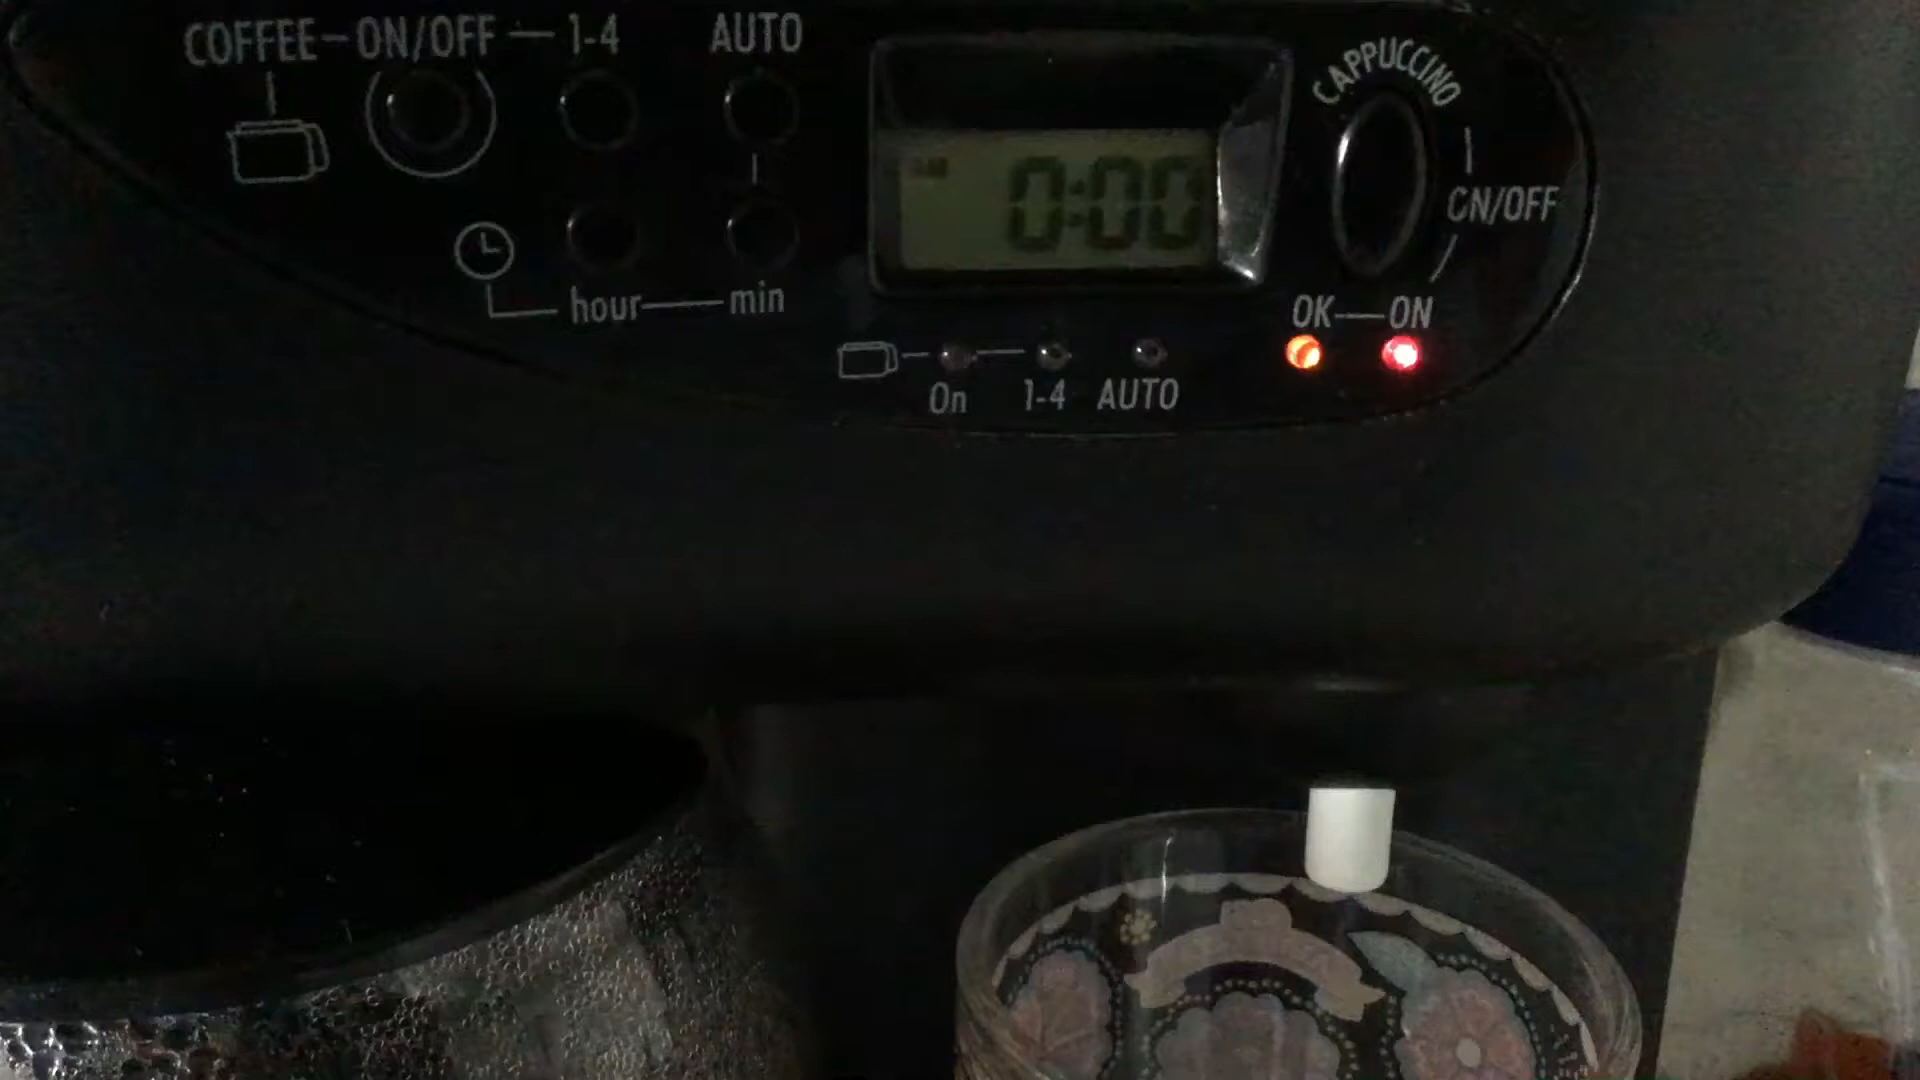 COFFEE ON/OFF 1-4 AUTO
CAPPUCCINO
0:00
ON/OFF
hour min
OK ON
On 1-4 AUTO